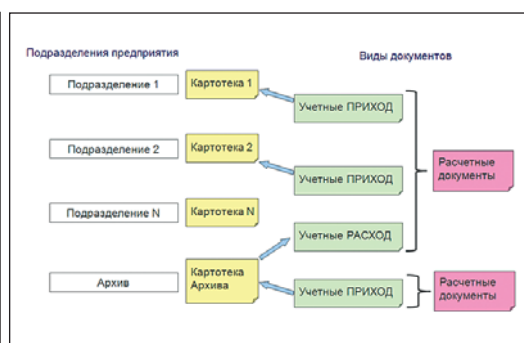 Подразделения предприятия
Виды документов
Подразделение 1
Картотека 1
Учетные ПРИХОД
Подразделение 2
Картотека 2
Учетные ПРИХОД
Расчетные
документы
Подразделение N
Картотека N
Учетные РАСХОД
Архив
Картотека
Архива
Учетные ПРИХОД
Расчетные
документы